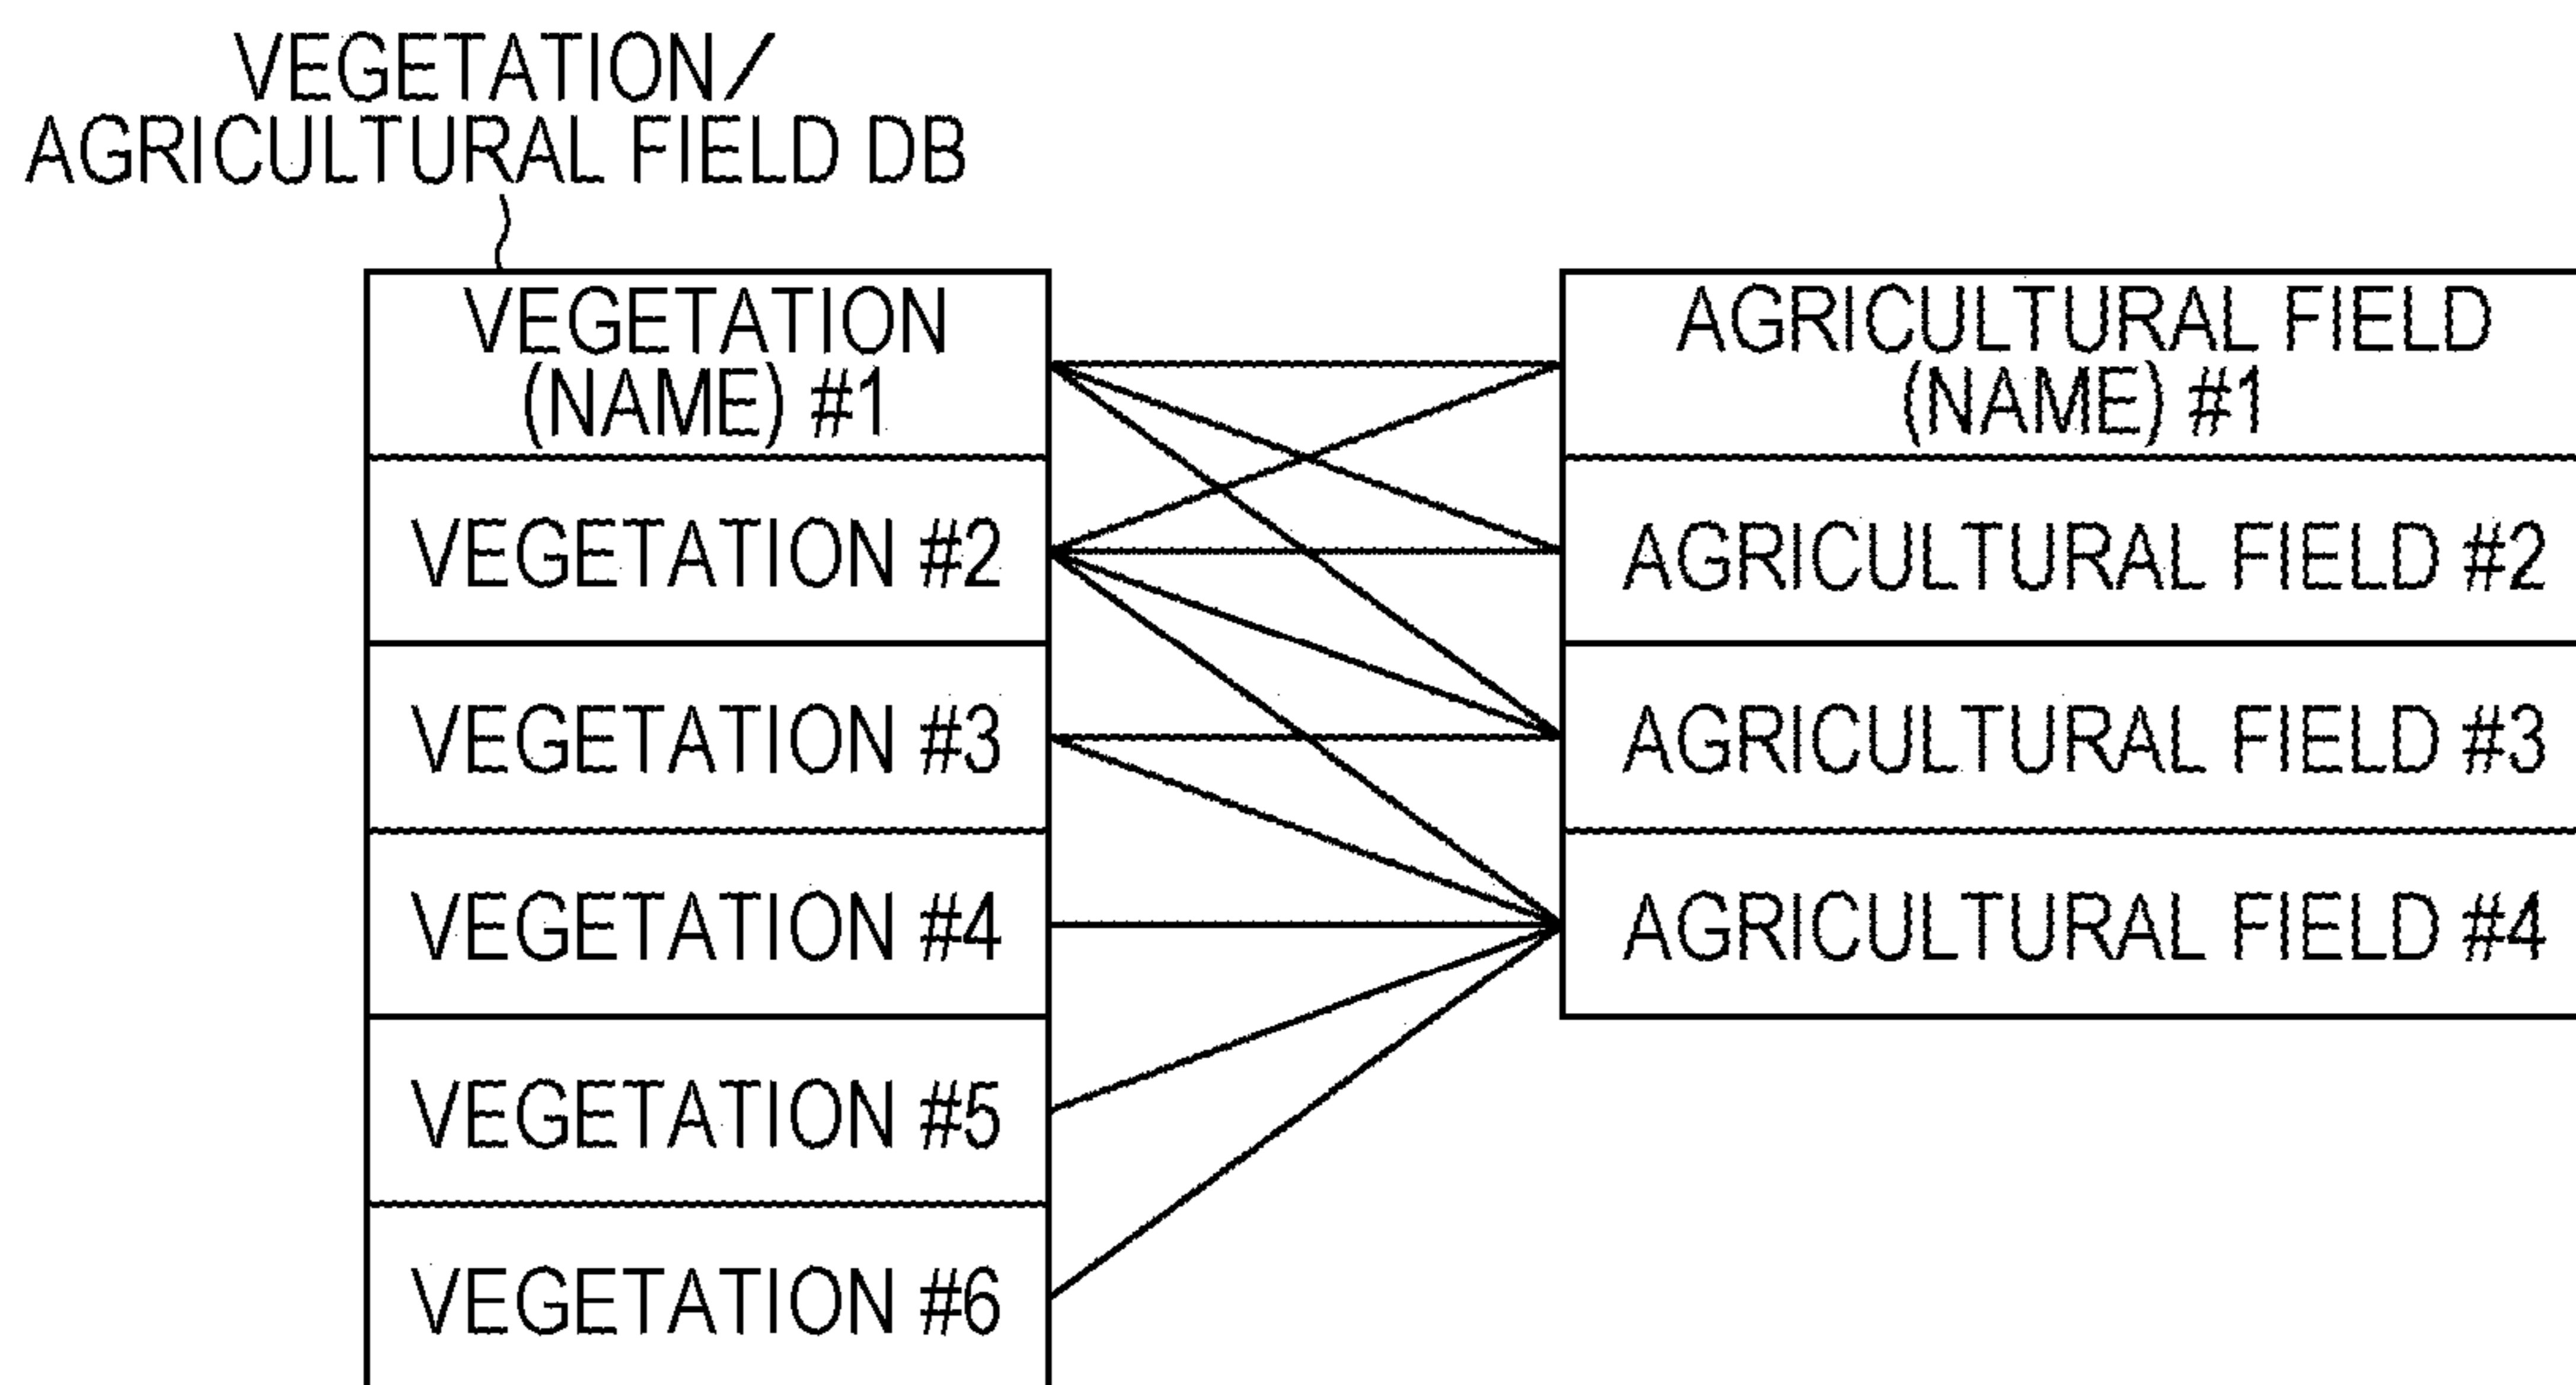 VEGETATION/
AGRICULTURAL FIELD DB
VEGETATION
(NAME) #1
VEGETATION #2
VEGETATION #3
VEGETATION #4
VEGETATION #5
VEGETATION #6
AGRICULTURAL FIELD
(NAME) #1
AGRICULTURAL FIELD #2
AGRICULTURAL FIELD #3
AGRICULTURAL FIELD #4